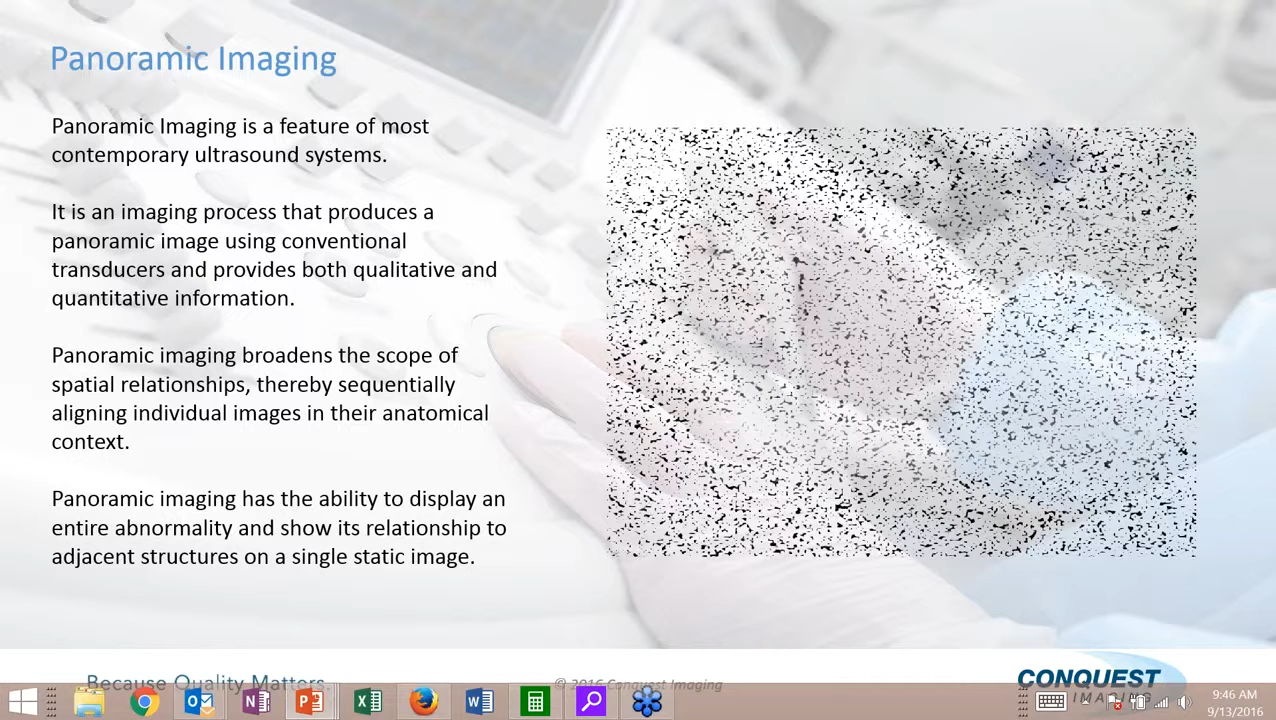 Panoramic Imaging
Panoramic Imaging is a feature of most
contemporary ultrasound systems.
It is an imaging process that produces a
panoramic image using conventional
transducers and provides both qualitative and
quantitative information.
Panoramic imaging broadens the scope of
spatial relationships, thereby sequentially
aligning individual images in their anatomical
context.
Panoramic imaging has the ability to display an
entire abnormality and show its relationship to
adjacent structures on a single static image.
Because Quality Matters.
© 2016 Conquest Imaging
CONQUEST
IMAGING
9:46 AM
9/13/2016